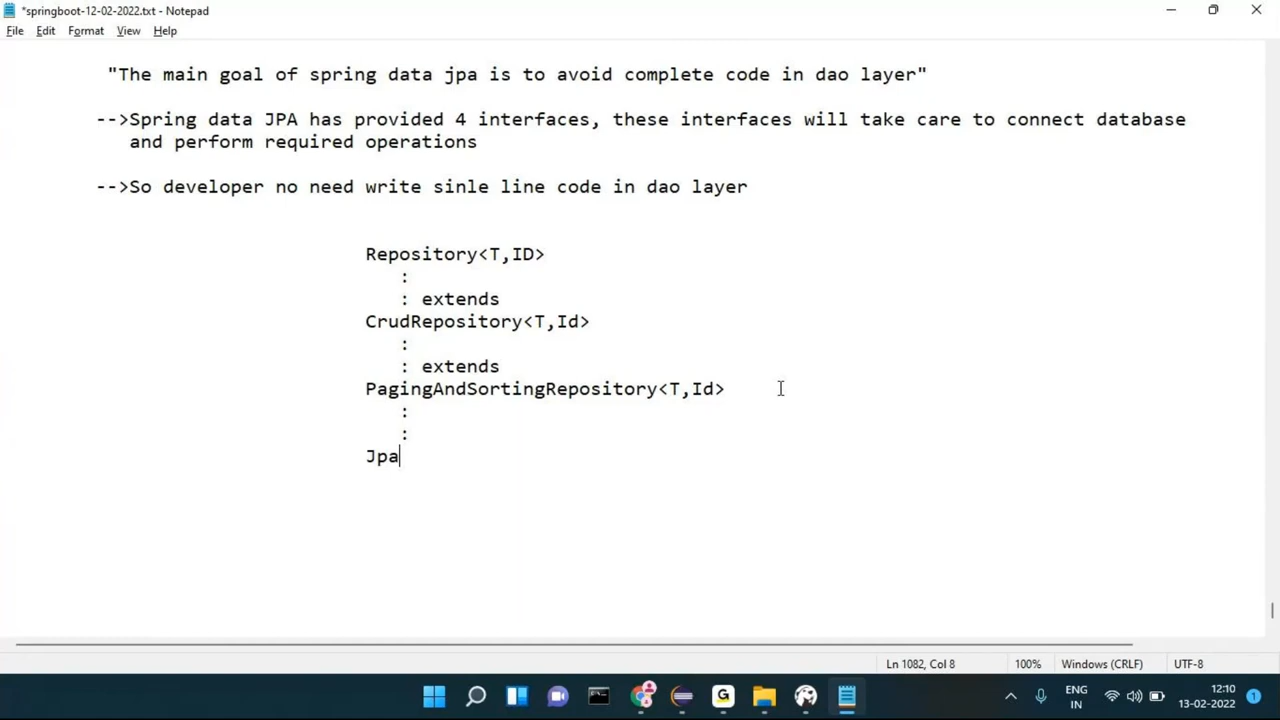 *springboot-12-02-2022.txt - Notepad
File Edit Format View Help
"The main goal of spring data jpa is to avoid complete code in dao layer"
-->Spring data JPA has provided 4 interfaces, these interfaces will take care to connect database
and perform required operations
-->So developer no need write sinle line code in dao layer
Repository<T,ID>
:
: extends
CrudRepository<T,Id>
:
: extends
PagingAndSortingRepository<T,Id>
:
:
Jpa
Ln 1082, Col 8 100% Windows (CRLF) UTF-8
ENG 12:10
IN 13-02-2022